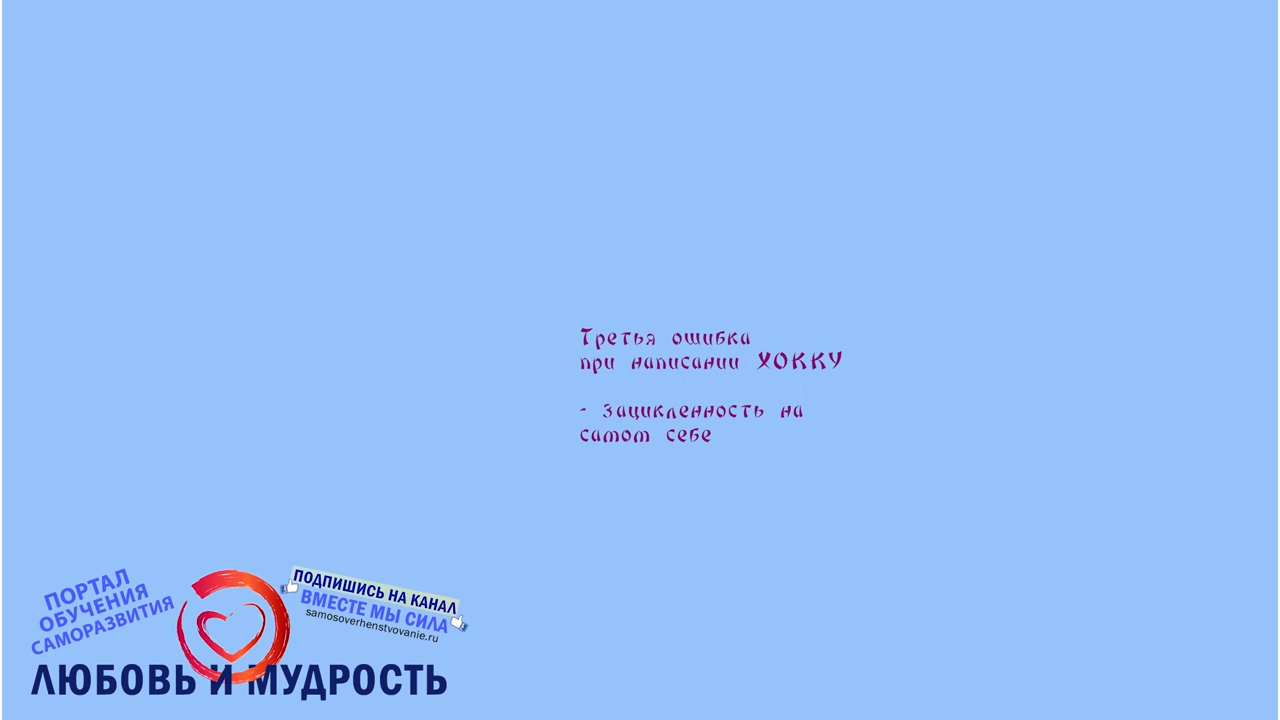 Третья ошибка
при написании ХОККУ
- Зацикленность на
самом себе
ПОРТАЛ
ОБУЧЕНИЯ
САМОРАЗВИТИЯ
ПОДПИШИСЬ НА КАНАЛ
ВМЕСТЕ МЫ СИЛА
samosoverhenstvovanie.ru
ЛЮБОВЬ И МУДРОСТЬ